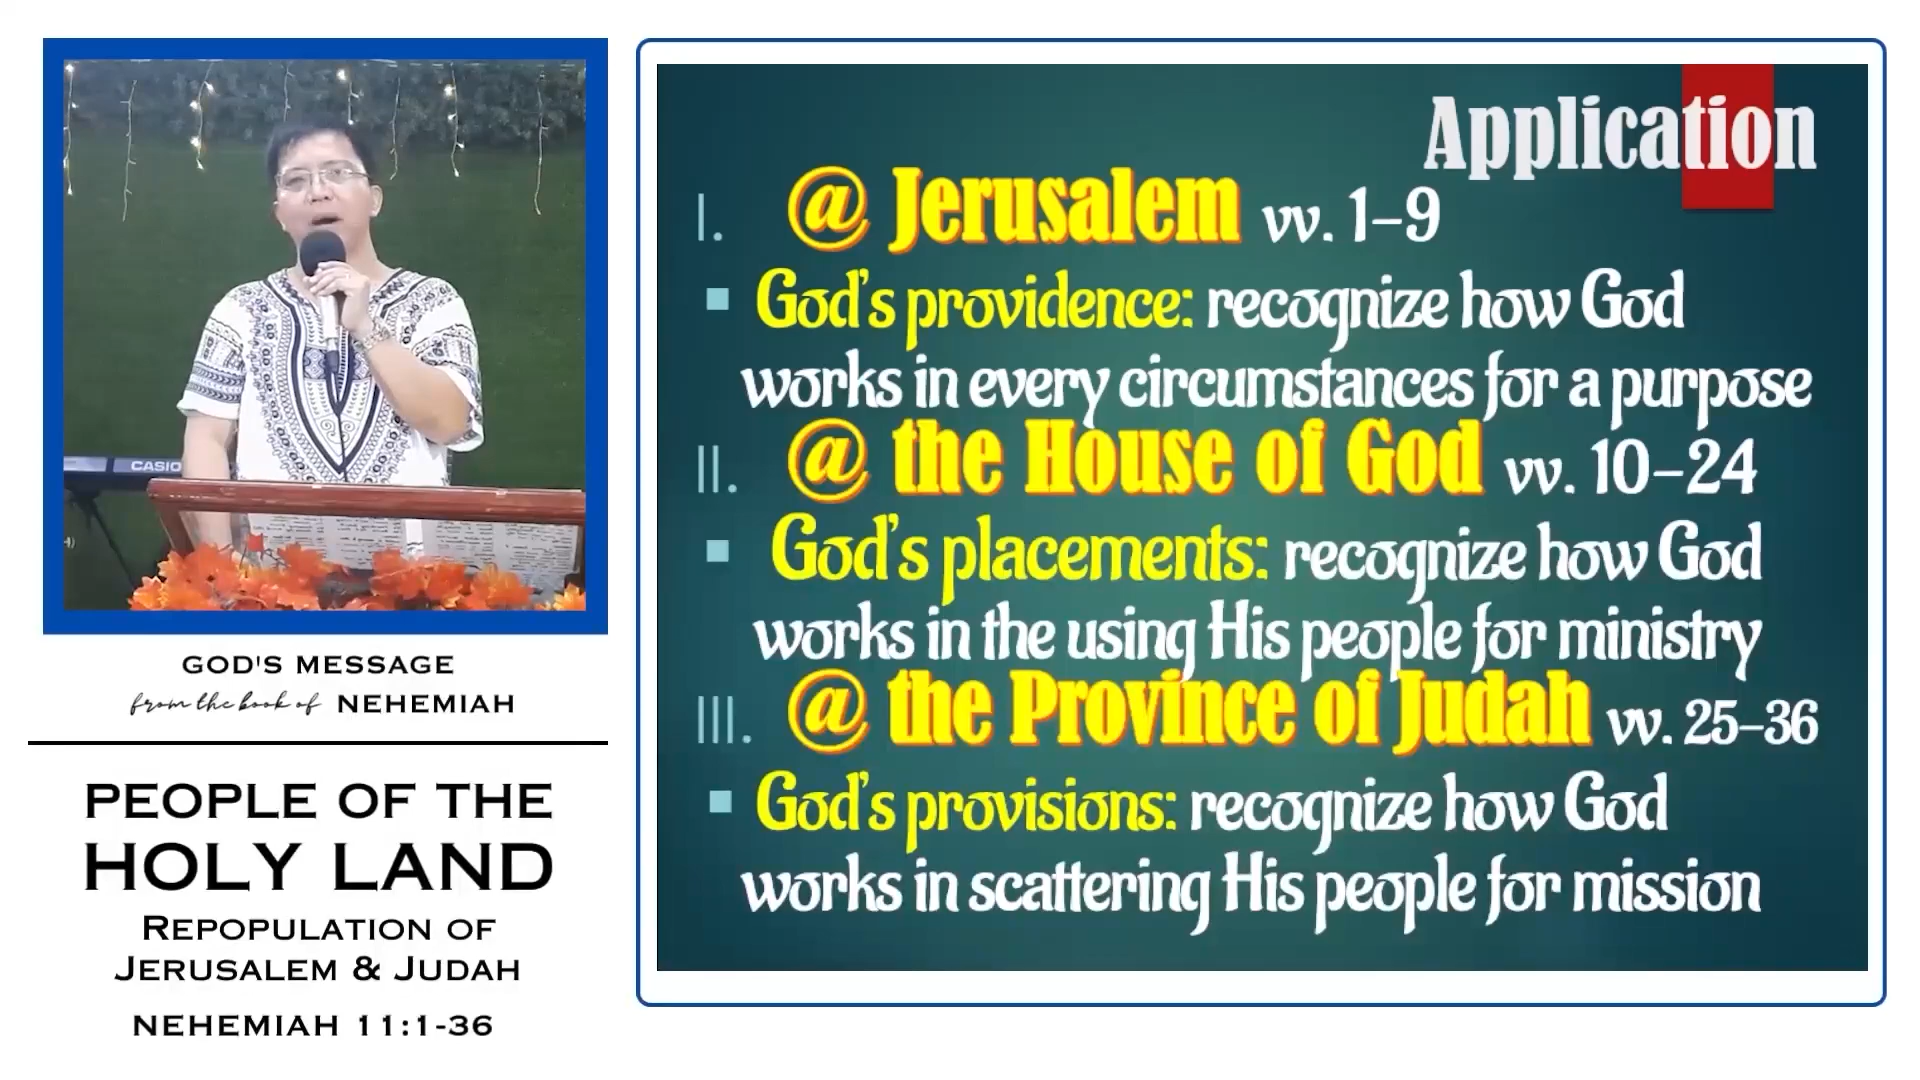 CASIO
GOD'S MESSAGE
from the book of NEHEMIAH
PEOPLE OF THE
HOLY LAND
REPOPULATION OF
JERUSALEM & JUDAH
NEHEMIAH 11:1-36
Application
I. @ Jerusalem vv. 1–9
God's providence: recognize how God
works in every circumstances for a purpose
II. @ the House of God vv. 10–24
God's placements: recognize how God
works in the using His people for ministry
III. @ the Province of Judah vv. 25–36
God's provisions: recognize how God
works in scattering His people for mission